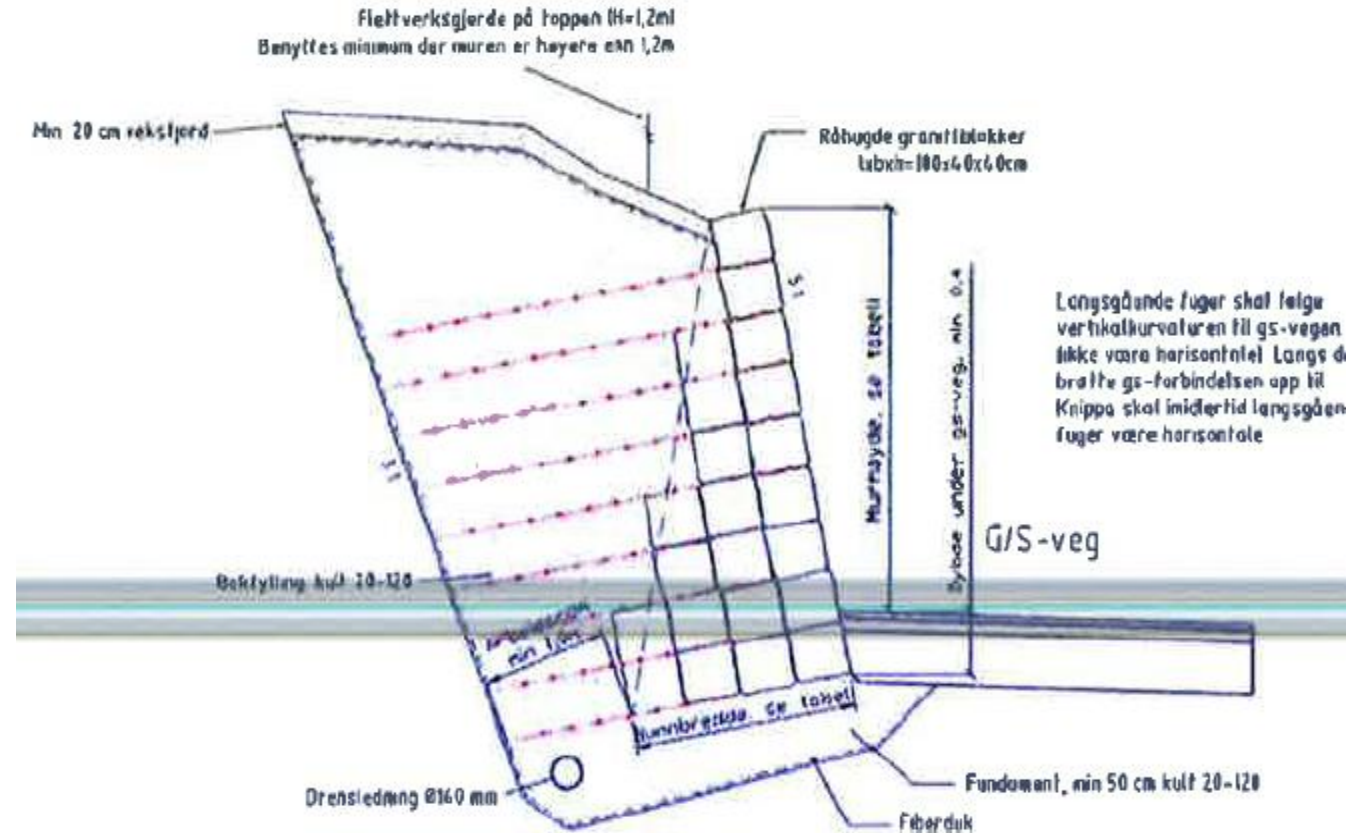 Flettverksgjerde på toppen (H=1,2m)
Benyttes minimum der muren er høyere enn 1,2m
Min 20 cm vekstjord
Råhugde granittblokker
lxbxh=100x40x40cm
5:1
Murhøyde, se tabell
Dybde under gs-veg, min 0,4
Langsgående fuger skal følge
vertikalkurvaturen til gs-vegen
(ikke være horisontale) Langs d
bratte gs-forbindelsen opp til
Knippa skal imidlertid langsgåen
fuger være horisontale
5:1
G/S-veg
Bakfylling kult 20-120
min
Bunnbredde, se tabell
Drensledning Ø160 mm
Fundament, min 50 cm kult 20-120
Fiberduk